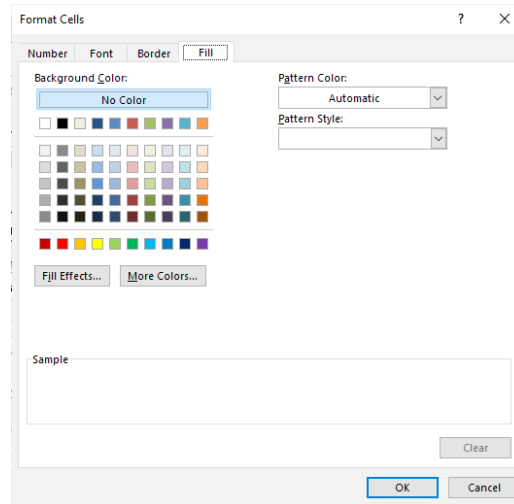 Format Cells ? X
Number Font Border Fill
Background Color: Pattern Color:
No Color Automatic
Pattern Style:
Fill Effects... More Colors...
Sample
Clear
OK Cancel